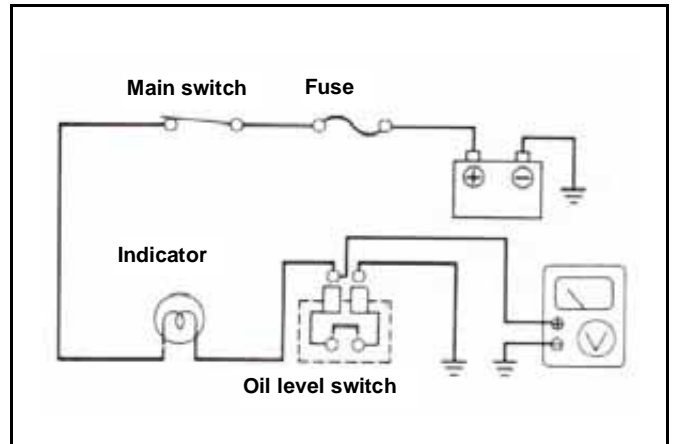 Main switch
Fuse
+
−
Indicator
+
−
V
Oil level switch